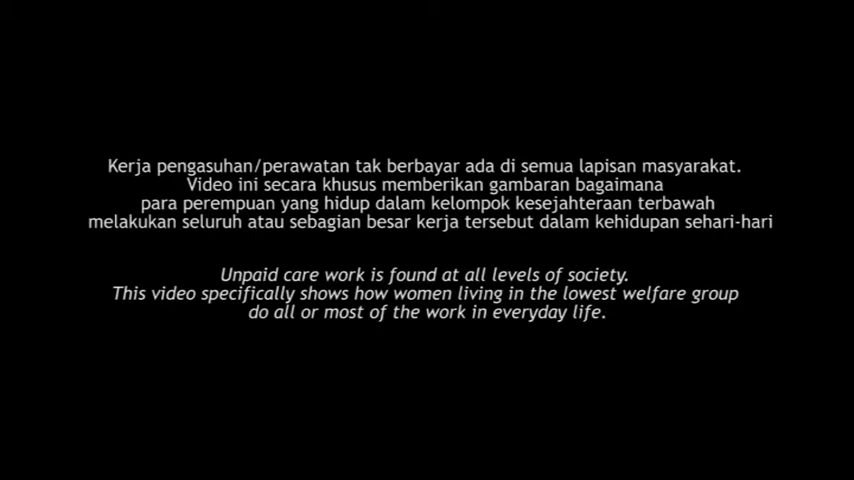 Kerja pengasuhan/perawatan tak berbayar ada di semua lapisan masyarakat.
Video ini secara khusus memberikan gambaran bagaimana
para perempuan yang hidup dalam kelompok kesejahteraan terbawah
melakukan seluruh atau sebagian besar kerja tersebut dalam kehidupan sehari-hari
Unpaid care work is found at all levels of society.
This video specifically shows how women living in the lowest welfare group
do all or most of the work in everyday life.